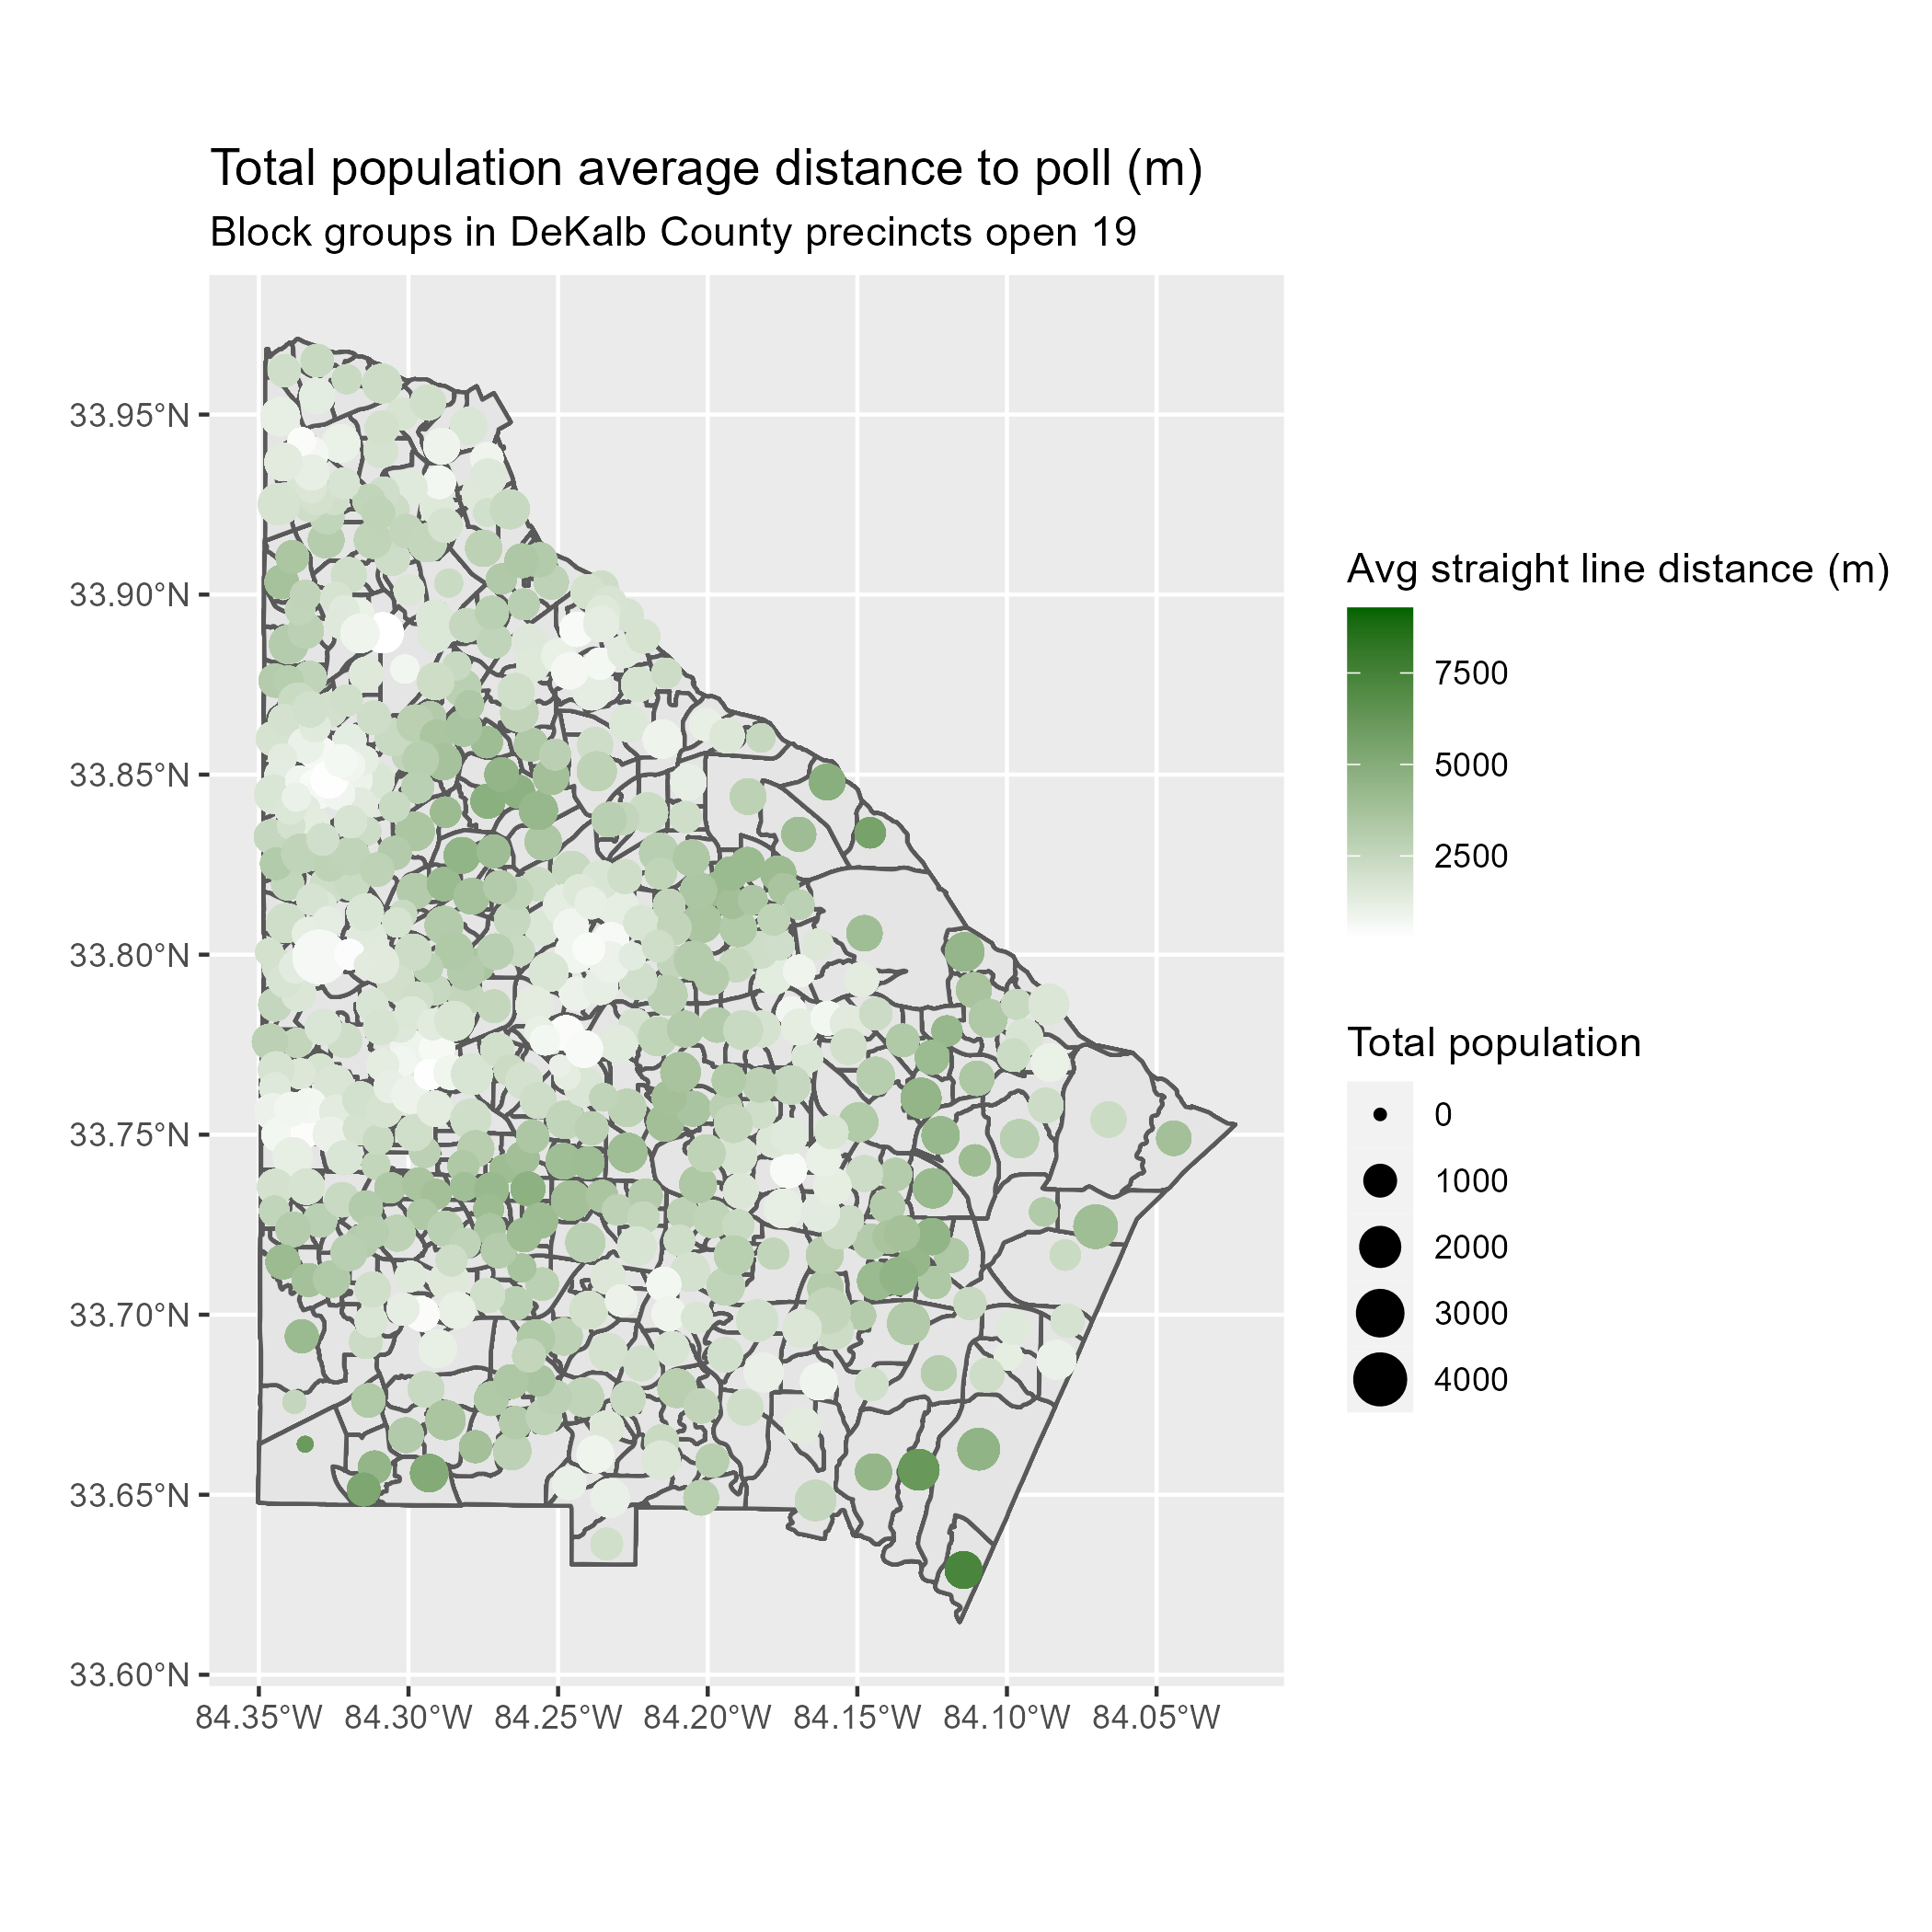 Total population average distance to poll (m)
Block groups in DeKalb County precincts open 19
33.95°N
33.90°N
33.85°N
33.80°N
33.75°N
33.70°N
33.65°N
33.60°N
84.35°W 84.30°W 84.25°W 84.20°W 84.15°W 84.10°W 84.05°W
Avg straight line distance (m)
7500
5000
2500
Total population
0
1000
2000
3000
4000